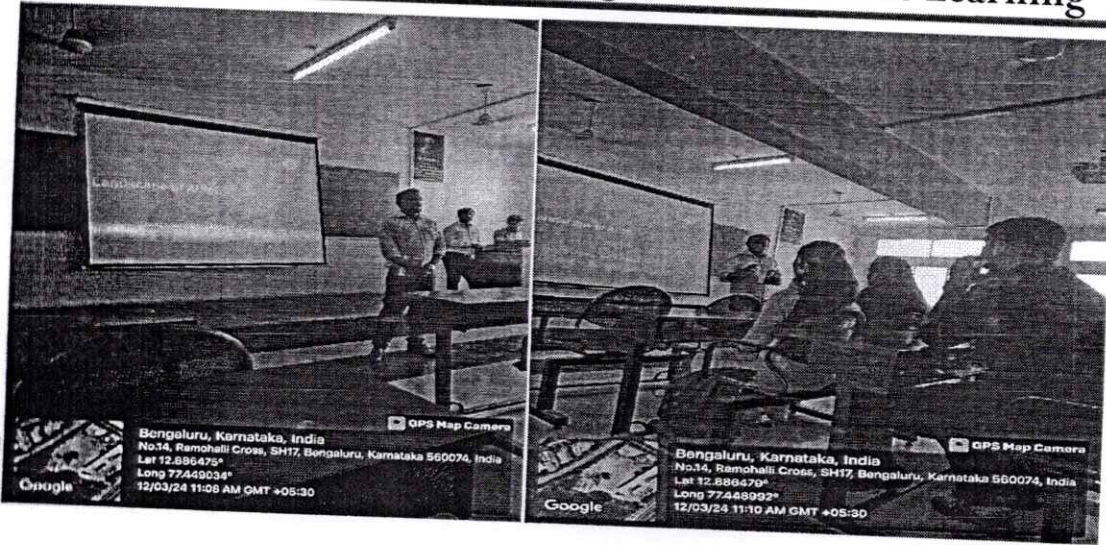 Learning
GPS Map Camera
Bengaluru, Karnataka, India
No.14, Ramohalli Cross, SH17, Bengaluru, Karnataka 560074, India
Lat 12.886475°
Long 77.449034°
12/03/24 11:08 AM GMT +05:30
Google
GPS Map Camera
Bengaluru, Karnataka, India
No.14, Ramohalli Cross, SH17, Bengaluru, Karnataka 560074, India
Lat 12.886479°
Long 77.448992°
12/03/24 11:10 AM GMT +05:30
Google